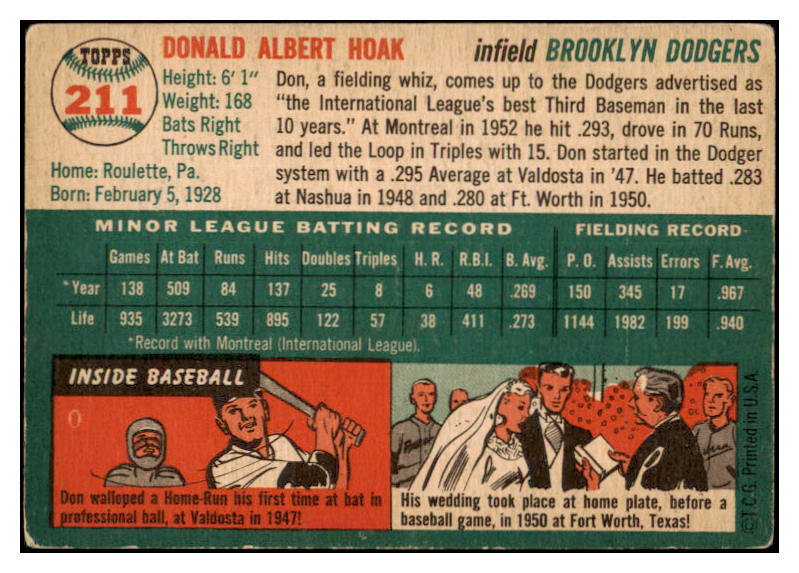 TOPPS
211
DONALD ALBERT HOAK infield BROOKLYN DODGERS
Height: 6' 1"
Weight: 168
Bats Right
Throws Right
Home: Roulette, Pa.
Born: February 5, 1928
Don, a fielding whiz, comes up to the Dodgers advertised as
"the International League's best Third Baseman in the last
10 years." At Montreal in 1952 he hit .293, drove in 70 Runs,
and led the Loop in Triples with 15. Don started in the Dodger
system with a .295 Average at Valdosta in '47. He batted .283
at Nashua in 1948 and .280 at Ft. Worth in 1950.
MINOR LEAGUE BATTING RECORD FIELDING RECORD
Games At Bat Runs Hits Doubles Triples H. R. R.B.I. B. Avg. P. O. Assists Errors F. Avg.
*Year 138 509 84 137 25 8 6 48 .269 150 345 17 .967
Life 935 3273 539 895 122 57 38 411 .273 1144 1982 199 .940
*Record with Montreal (International League).
INSIDE BASEBALL
0
Don walloped a Home-Run his first time at bat in
professional ball, at Valdosta in 1947!
His wedding took place at home plate, before a
baseball game, in 1950 at Fort Worth, Texas!
©T.C.G. Printed in U.S.A.